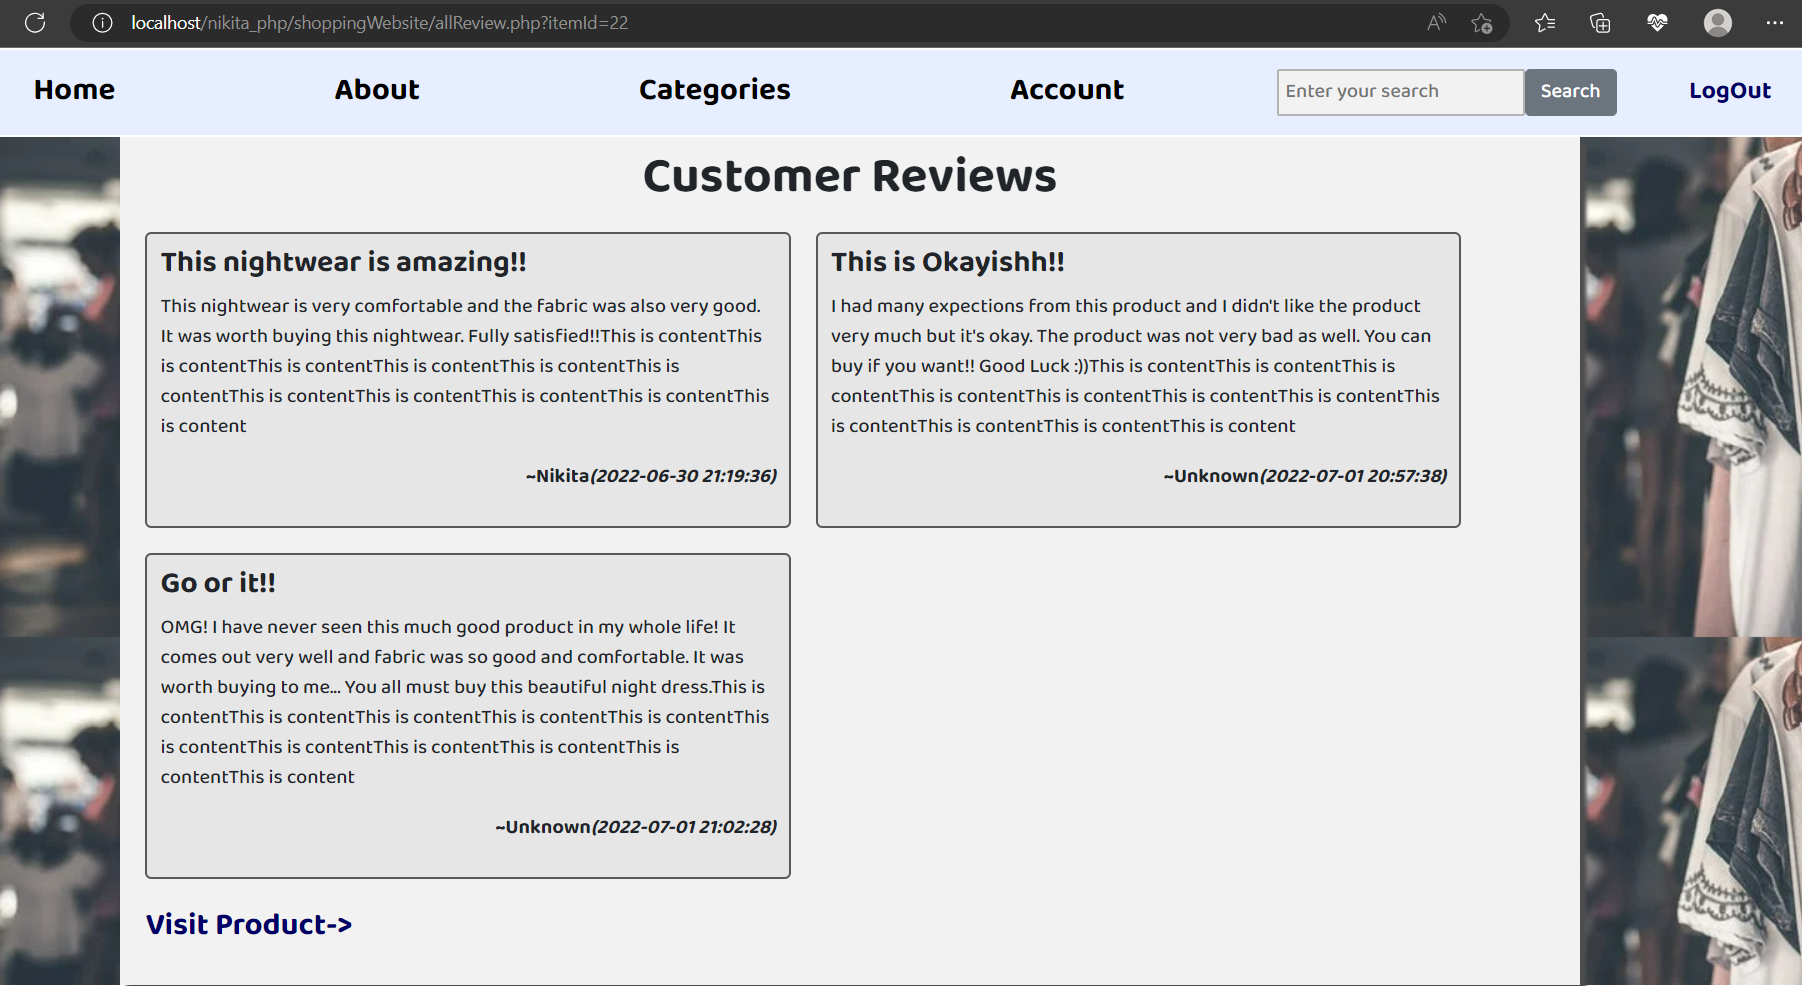 localhost/nikita_php/shoppingWebsite/allReview.php?itemId=22
Home About Categories Account Enter your search Search LogOut
Customer Reviews
This nightwear is amazing!!
This nightwear is very comfortable and the fabric was also very good.
It was worth buying this nightwear. Fully satisfied!!This is contentThis
is contentThis is contentThis is contentThis is contentThis is
contentThis is contentThis is contentThis is contentThis is contentThis
is content
~Nikita(2022-06-30 21:19:36)
This is Okayishh!!
I had many expections from this product and I didn't like the product
very much but it's okay. The product was not very bad as well. You can
buy if you want!! Good Luck :))This is contentThis is contentThis is
contentThis is contentThis is contentThis is contentThis is contentThis
is contentThis is contentThis is contentThis is content
~Unknown(2022-07-01 20:57:38)
Go or it!!
OMG! I have never seen this much good product in my whole life! It
comes out very well and fabric was so good and comfortable. It was
worth buying to me... You all must buy this beautiful night dress.This is
contentThis is contentThis is contentThis is contentThis is contentThis
is contentThis is contentThis is contentThis is contentThis is
contentThis is content
~Unknown(2022-07-01 21:02:28)
Visit Product->